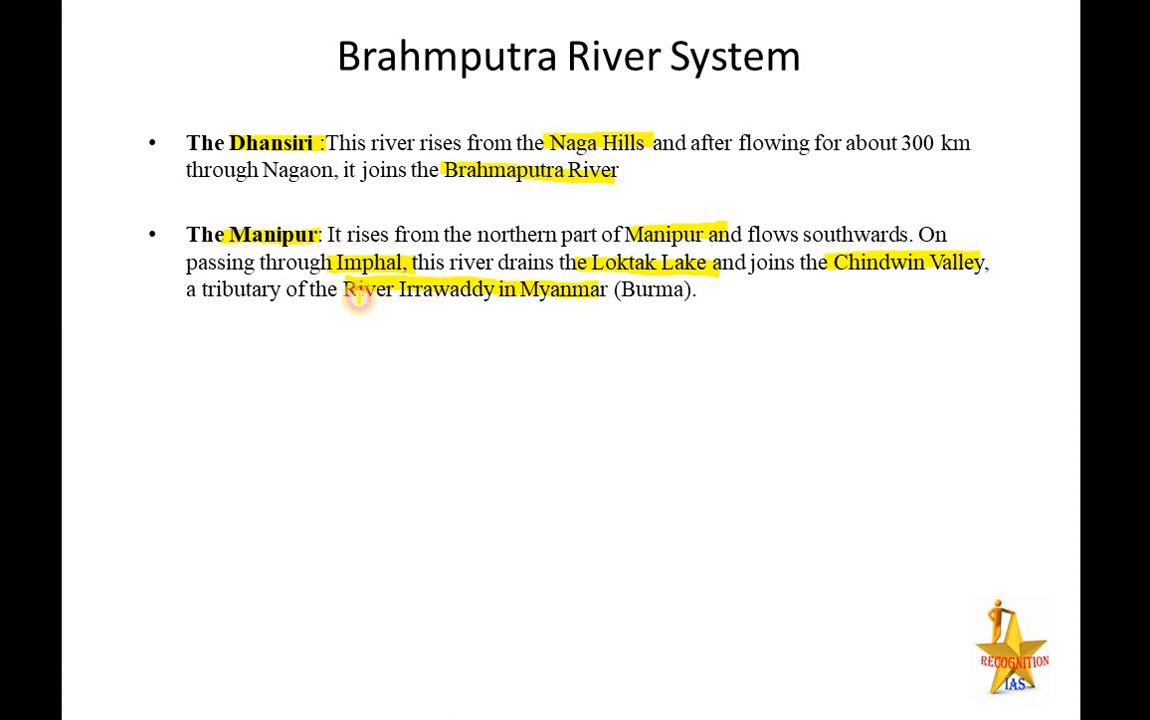 Brahmputra River System
• The Dhansiri :This river rises from the Naga Hills and after flowing for about 300 km
through Nagaon, it joins the Brahmaputra River
• The Manipur: It rises from the northern part of Manipur and flows southwards. On
passing through Imphal, this river drains the Loktak Lake and joins the Chindwin Valley,
a tributary of the River Irrawaddy in Myanmar (Burma).
RECOGNITION
IAS